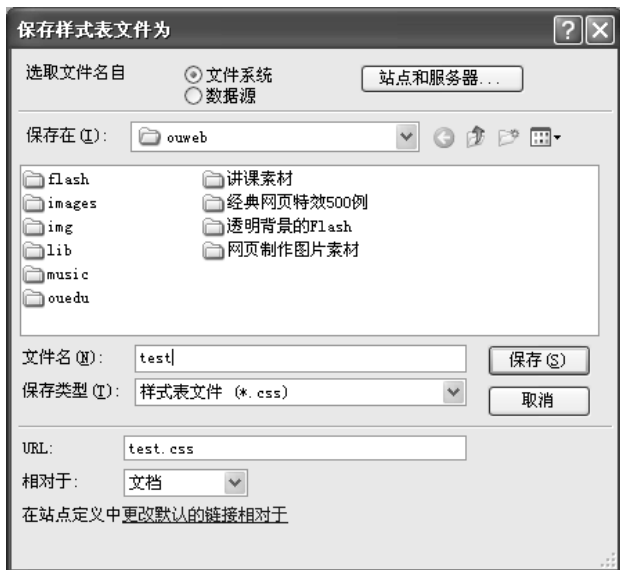 保存样式表文件为
选取文件名自
文件系统
站点和服务器...
数据源
保存在(I):
ouweb
flash
讲课素材
images
经典网页特效500例
img
透明背景的Flash
lib
网页制作图片素材
music
ouedu
文件名(N):
test
保存(S)
保存类型(T):
样式表文件 (*.css)
取消
URL:
test.css
相对于:
文档
在站点定义中更改默认的链接相对于